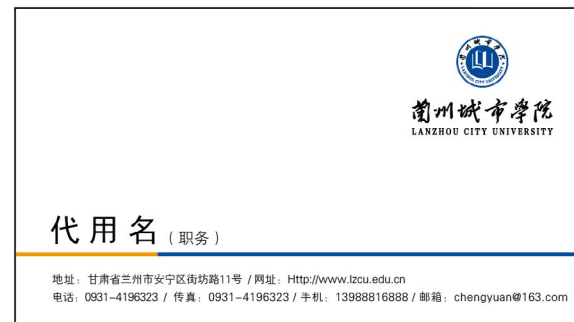 蘭州城市學院
LANZHOU CITY UNIVERSITY
代用名（职务）
地址：甘肃省兰州市安宁区街坊路11号 / 网址：Http://www.lzcu.edu.cn
电话：0931-4196323 / 传真：0931-4196323 / 手机：13988816888 / 邮箱：chengyuan@163.com